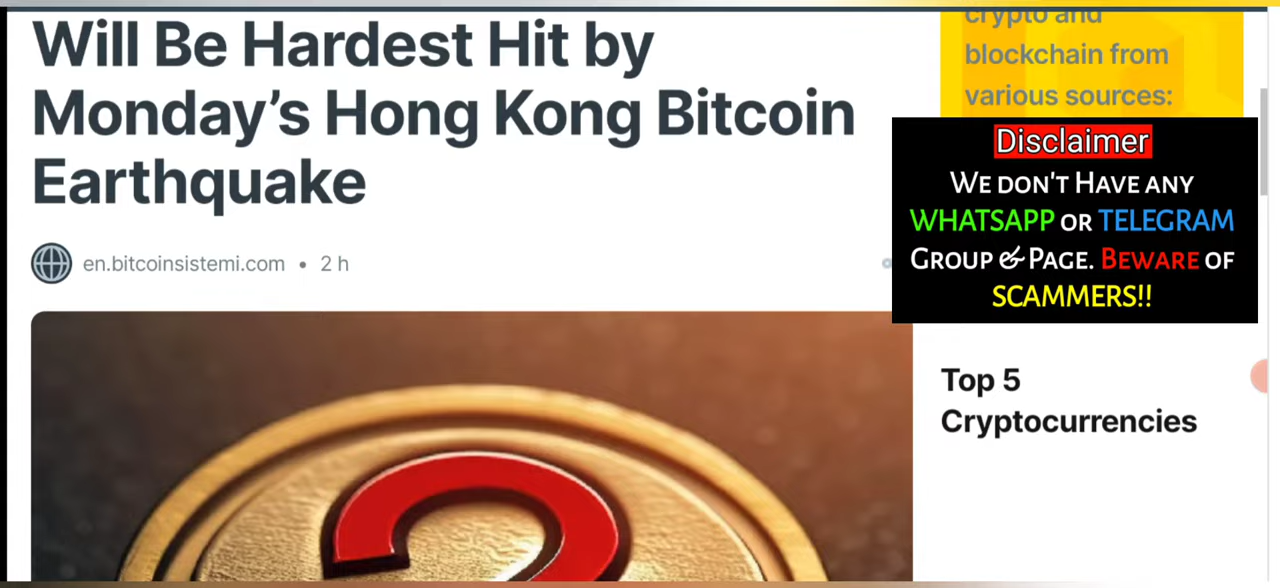 Will Be Hardest Hit by
Monday’s Hong Kong Bitcoin
Earthquake
en.bitcoinsistemi.com • 2 h
crypto and
blockchain from
various sources:
Disclaimer
We don't Have any
WHATSAPP or TELEGRAM
Group & Page. Beware of
SCAMMERS!!
Top 5
Cryptocurrencies